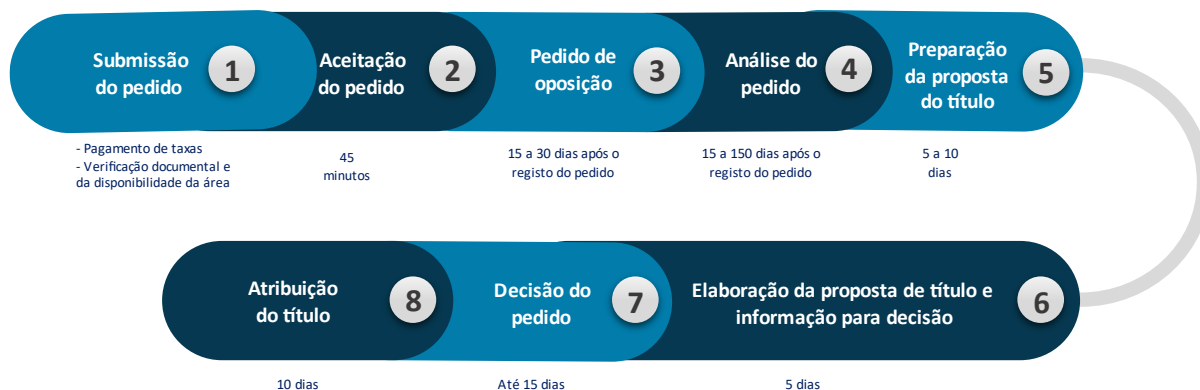 Submissão
do pedido
1
Aceitação
do pedido
2
Pedido de
oposição
3
Análise do
pedido
4
Preparação
da proposta
do título
5
- Pagamento de taxas
- Verificação documental e
da disponibilidade da área
45
minutos
15 a 30 dias após o
registo do pedido
15 a 150 dias após o
registo do pedido
5 a 10
dias
Elaboração da proposta de título e
informação para decisão
6
Decisão do
pedido
7
Atribuição
do título
8
5 dias
Até 15 dias
10 dias